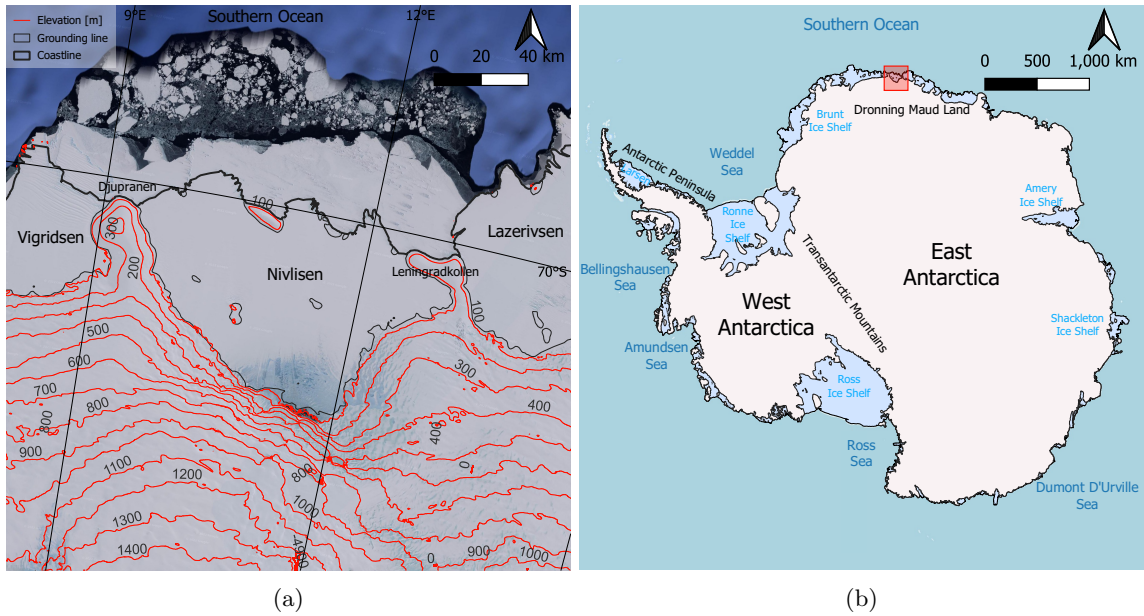 Elevation [m]
Grounding line
Coastline
9°E
Southern Ocean
12°E
0 20 40 km
Djupranen
100
Vigridsen
300
200
Nivlisen
Lazerivsen
Leningradkollen
70°S
100
500
600
700
800
800
900
1100
1200
1300
1400
300
400
400
0
800
1000
900
1000
0
(a)
Southern Ocean
0 500 1,000 km
Dronning Maud Land
Brunt
Ice Shelf
Weddel
Sea
Antarctic Peninsula
Larsen
Ronne
Ice
Shelf
Amery
Ice Shelf
Transantarctic Mountains
East
Antarctica
Bellingshausen
Sea
West
Antarctica
Shackleton
Ice Shelf
Amundsen
Sea
Ross
Ice Shelf
Ross
Sea
Dumont D'Urville
Sea
(b)